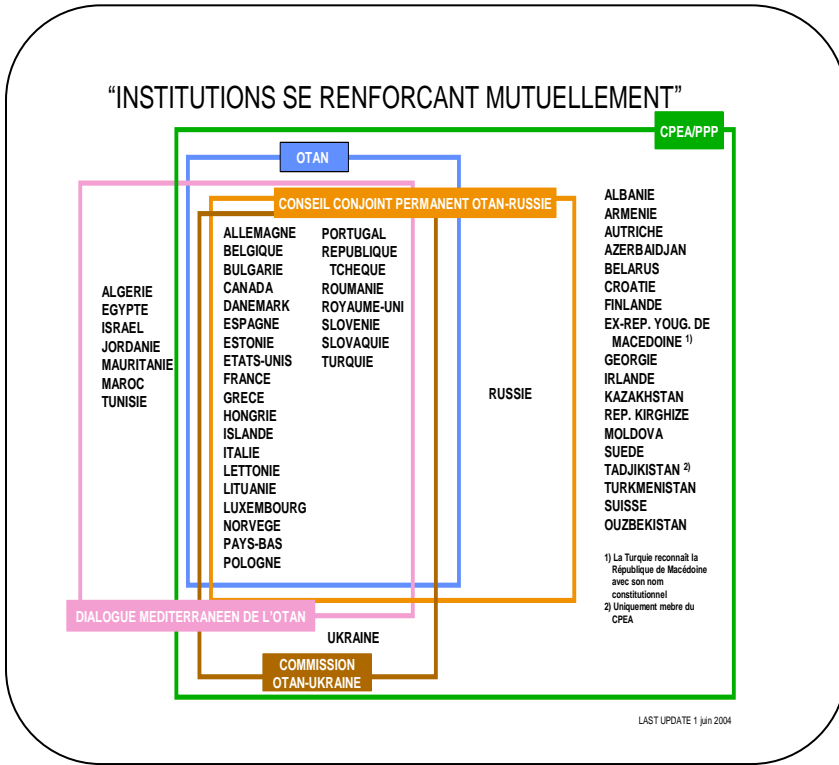 “INSTITUTIONS SE RENFORCANT MUTUELLEMENT”
CPEA/PPP
OTAN
CONSEIL CONJOINT PERMANENT OTAN-RUSSIE
ALGERIE
EGYPTE
ISRAEL
JORDANIE
MAURITANIE
MAROC
TUNISIE
ALLEMAGNE
BELGIQUE
BULGARIE
CANADA
DANEMARK
ESPAGNE
ESTONIE
ETATS-UNIS
FRANCE
GRECE
HONGRIE
ISLANDE
ITALIE
LETTONIE
LITUANIE
LUXEMBOURG
NORVEGE
PAYS-BAS
POLOGNE
PORTUGAL
REPUBLIQUE
TCHEQUE
ROUMANIE
ROYAUME-UNI
SLOVENIE
SLOVAQUIE
TURQUIE
RUSSIE
ALBANIE
ARMENIE
AUTRICHE
AZERBAIDJAN
BELARUS
CROATIE
FINLANDE
EX-REP. YOUG. DE
MACEDOINE 1)
GEORGIE
IRLANDE
KAZAKHSTAN
REP. KIRGHIZE
MOLDOVA
SUEDE
TADJIKISTAN 2)
TURKMENISTAN
SUISSE
OUZBEKISTAN
1) La Turquie reconnaît la
République de Macédoine
avec son nom
constitutionnel
2) Uniquement mebre du
CPEA
DIALOGUE MEDITERRANEEN DE L’OTAN
UKRAINE
COMMISSION
OTAN-UKRAINE
LAST UPDATE 1 juin 2004